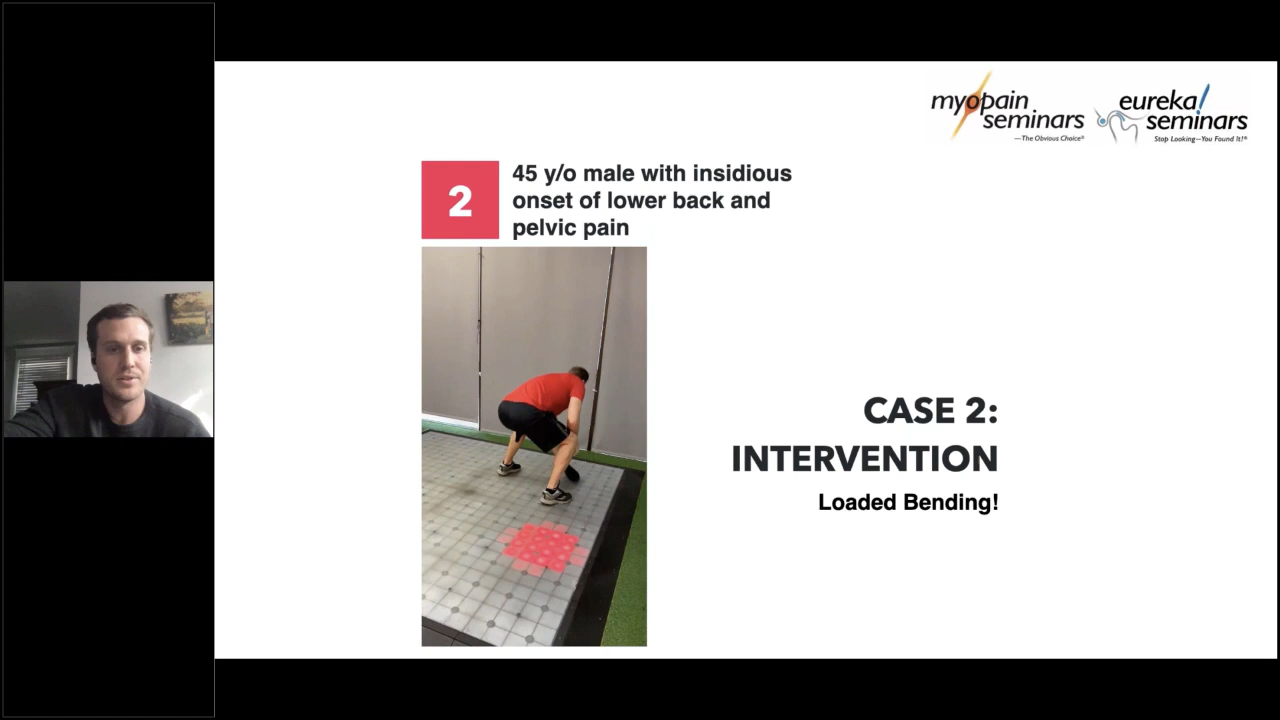 myopain
seminars
—The Obvious Choice®
eureka!
seminars
Stop Looking—You Found It!®
2
45 y/o male with insidious
onset of lower back and
pelvic pain
CASE 2:
INTERVENTION
Loaded Bending!